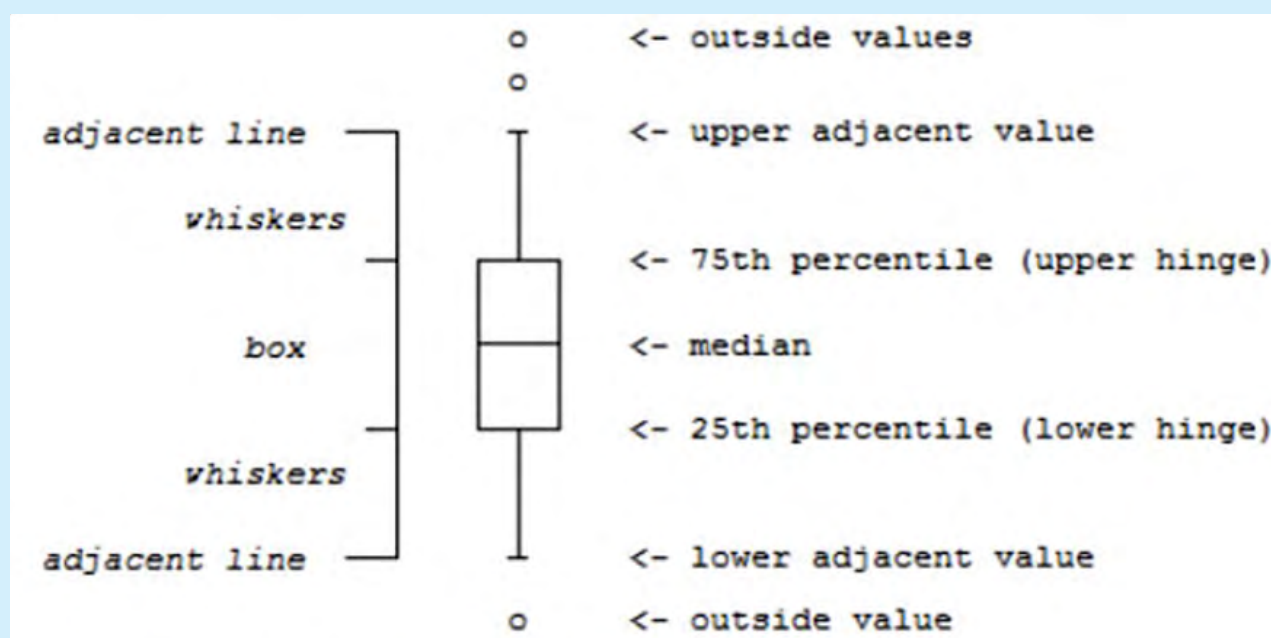 <- outside values
adjacent line <- upper adjacent value
whiskers
<- 75th percentile (upper hinge)
box <- median
<- 25th percentile (lower hinge)
whiskers
adjacent line <- lower adjacent value
<- outside value